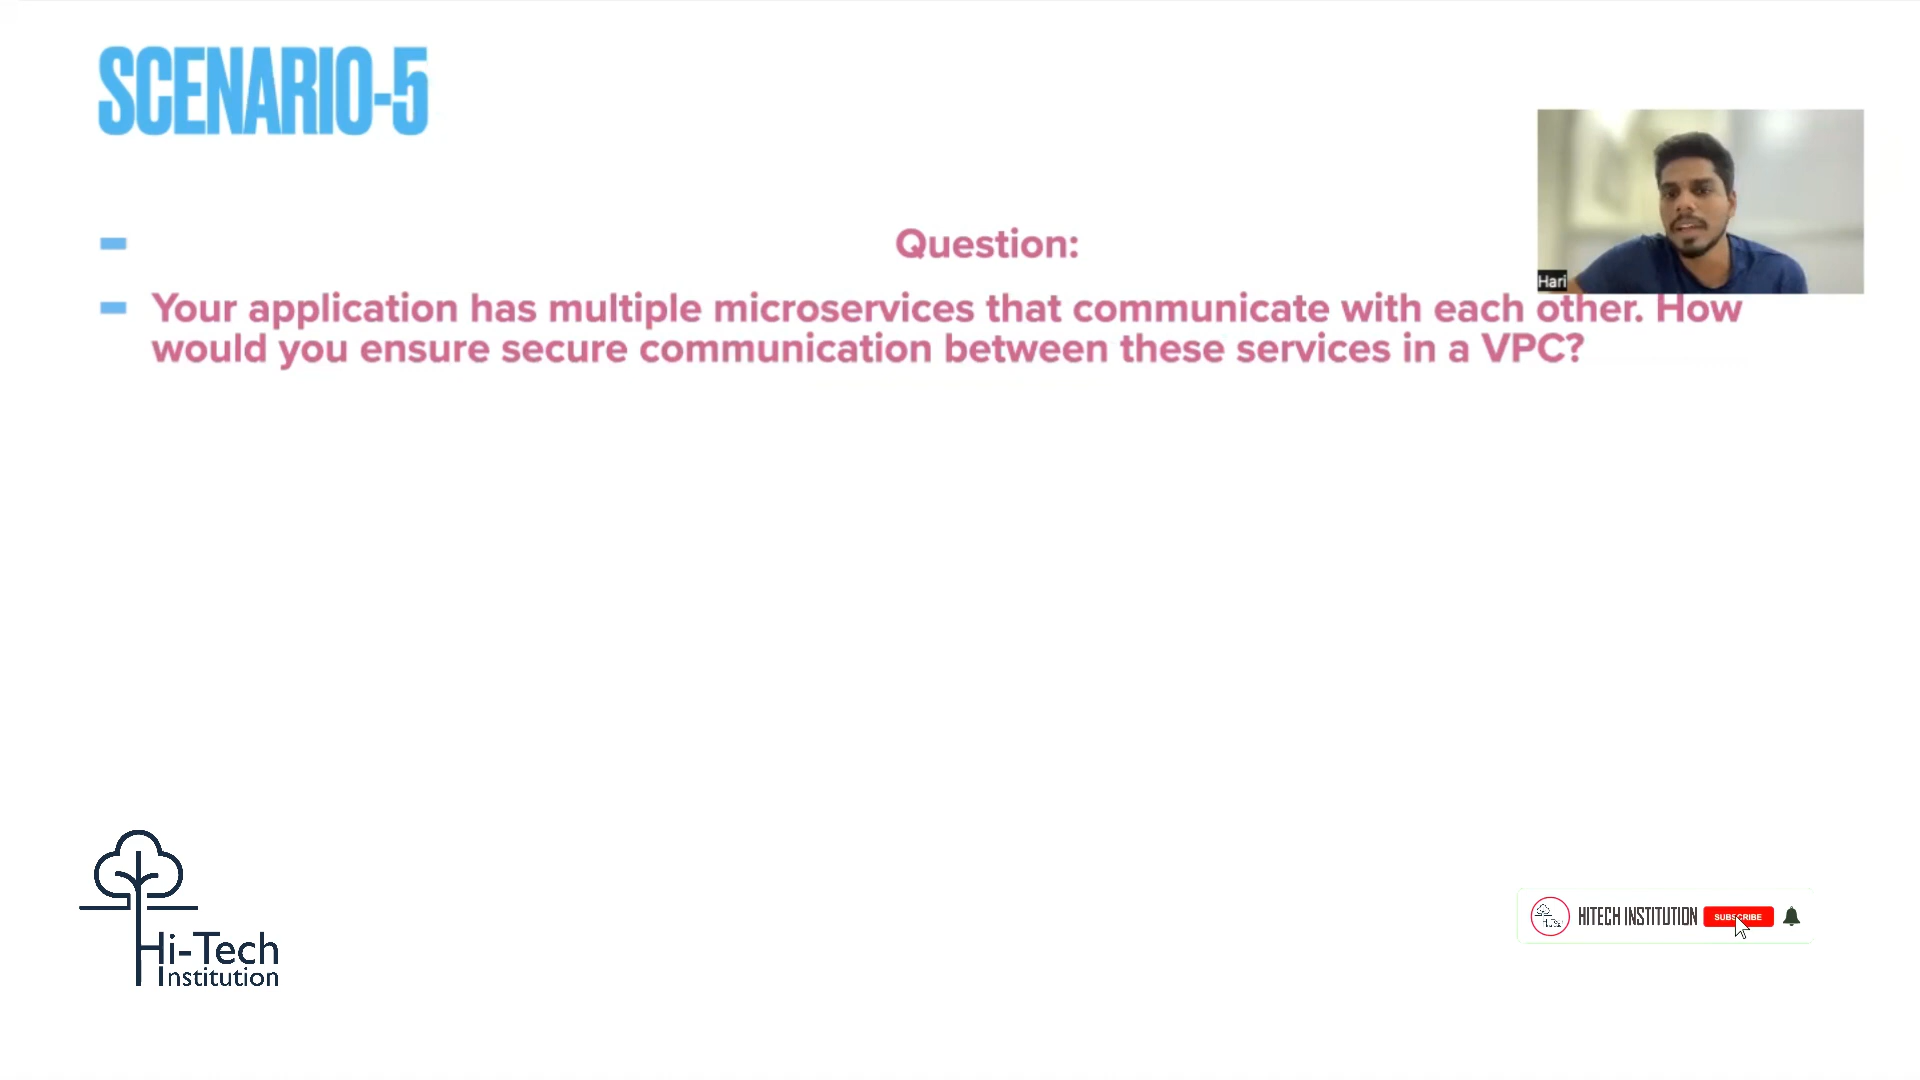 SCENARIO-5
Question:
Hari
Your application has multiple microservices that communicate with each other. How
would you ensure secure communication between these services in a VPC?
Hi-Tech
Institution
HITECH INSTITUTION
SUBSCRIBE